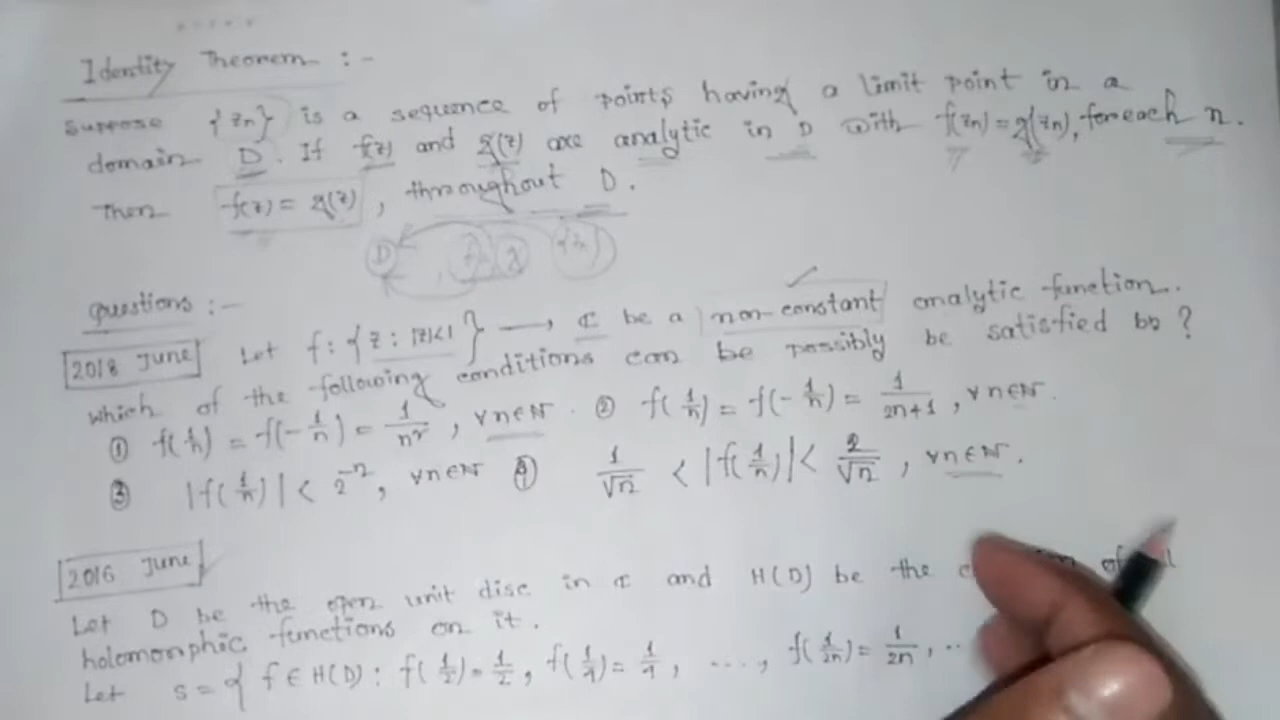 Identity Theorem :-
Suppose {zn} is a sequence of points having a limit point in a
domain D. If f(z) and g(z) are analytic in D with f(zn) = g(zn), for each n.
Then f(z) = g(z), throughout D.
D
Questions :-
2018 June Let f: {z : |z|<1} → ℂ be a non-constant analytic function.
which of the following conditions can be possibly be satisfied by ?
① f(1/n) = f(-1/n) = 1/n², ∀n∈N. ② f(1/n) = f(-1/n) = 1/(2n+1), ∀n∈N.
③ |f(1/n)| < 2⁻ⁿ, ∀n∈N ④ 1/√n < |f(1/n)| < 2/√n, ∀n∈N.
2016 June
Let D be the open unit disc in ℂ and H(D) be the of
holomorphic functions on it.
Let S = { f ∈ H(D) : f(1/2) = 1/2, f(1/4) = 1/4, ..., f(1/2n) = 1/2n, ..